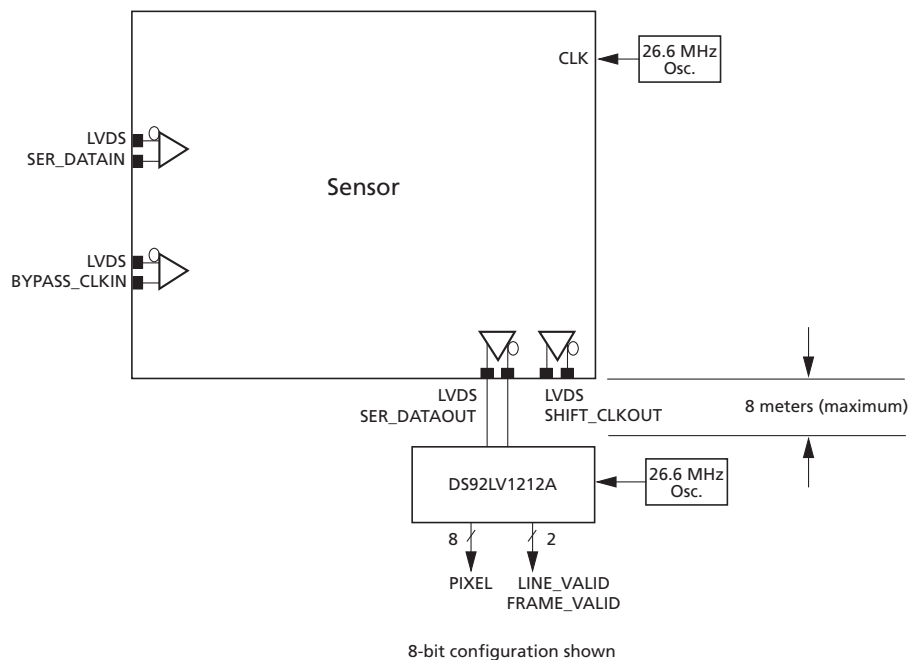 CLK
26.6 MHz
Osc.
LVDS
SER_DATAIN
Sensor
LVDS
BYPASS_CLKIN
LVDS
SER_DATAOUT
LVDS
SHIFT_CLKOUT
8 meters (maximum)
DS92LV1212A
26.6 MHz
Osc.
8
2
PIXEL
LINE_VALID
FRAME_VALID
8-bit configuration shown